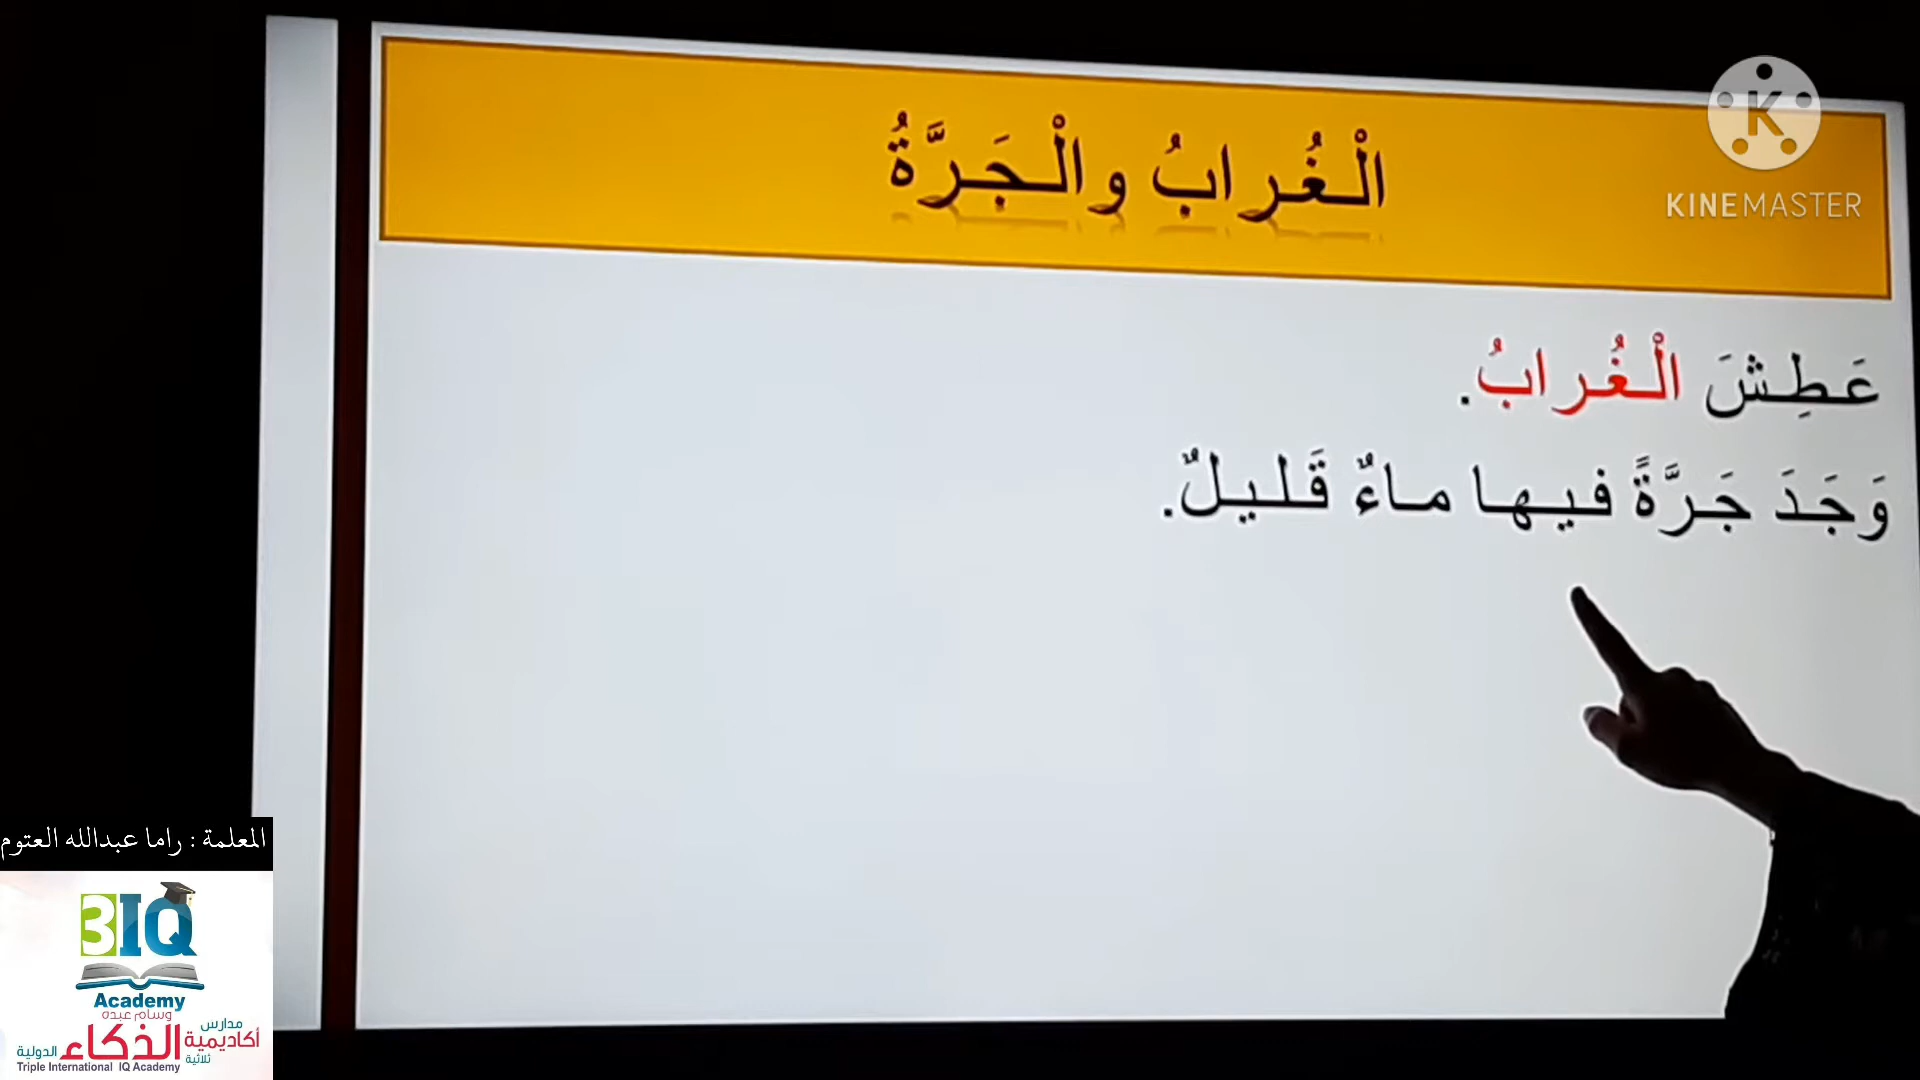 الْغُرابُ والْجَرَّةُ
KINEMASTER
عَطِشَ الْغُرابُ.
وَجَدَ جَرَّةً فيها ماءٌ قَليلٌ.
المعلمة : راما عبدالله العتوم
3IQ
Academy
وسام عبده
مدارس
أكاديمية الذكاء الدولية
ثلاثية
Triple International IQ Academy